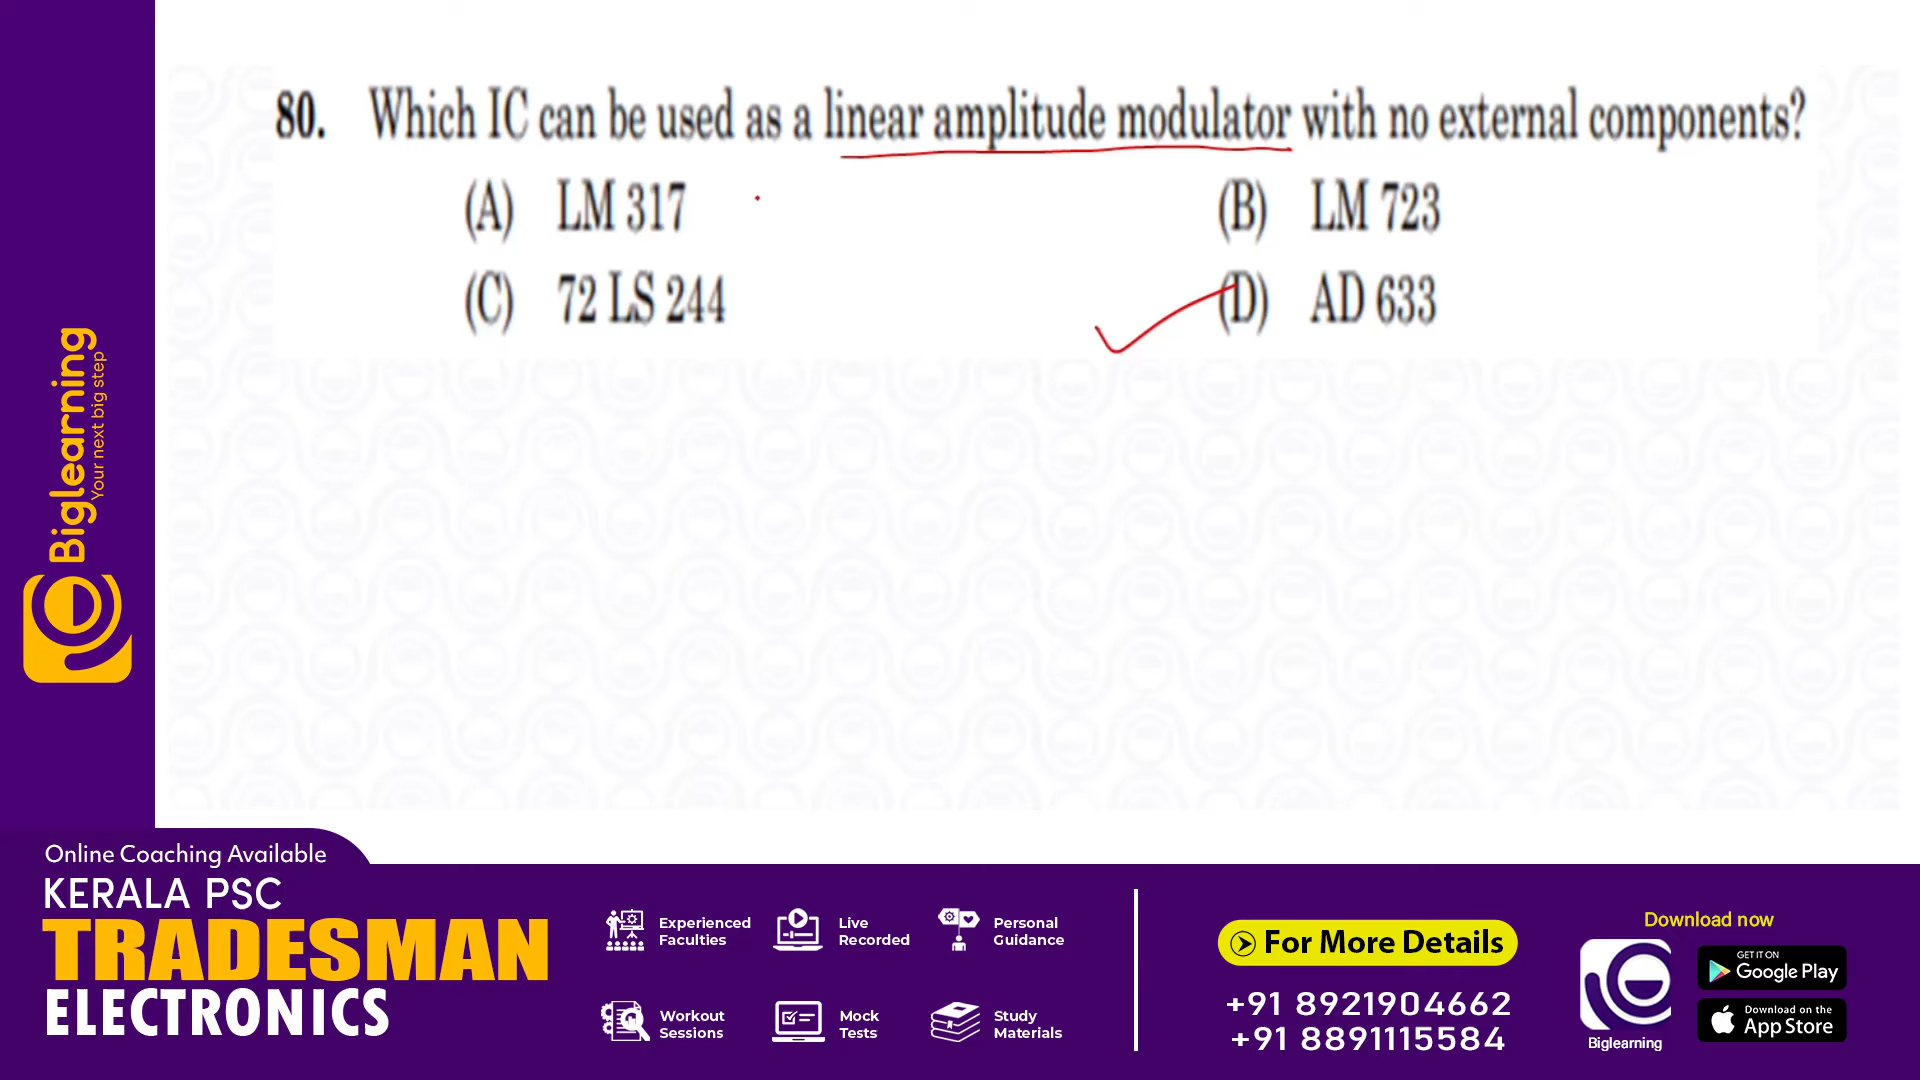 80. Which IC can be used as a linear amplitude modulator with no external components?
(A) LM 317
(B) LM 723
(C) 72 LS 244
(D) AD 633
Biglearning
Your next big step
Online Coaching Available
KERALA PSC
TRADESMAN
ELECTRONICS
Experienced
Faculties
Live
Recorded
Personal
Guidance
Workout
Sessions
Mock
Tests
Study
Materials
For More Details
+91 8921904662
+91 8891115584
Download now
Biglearning
GET IT ON
Google Play
Download on the
App Store